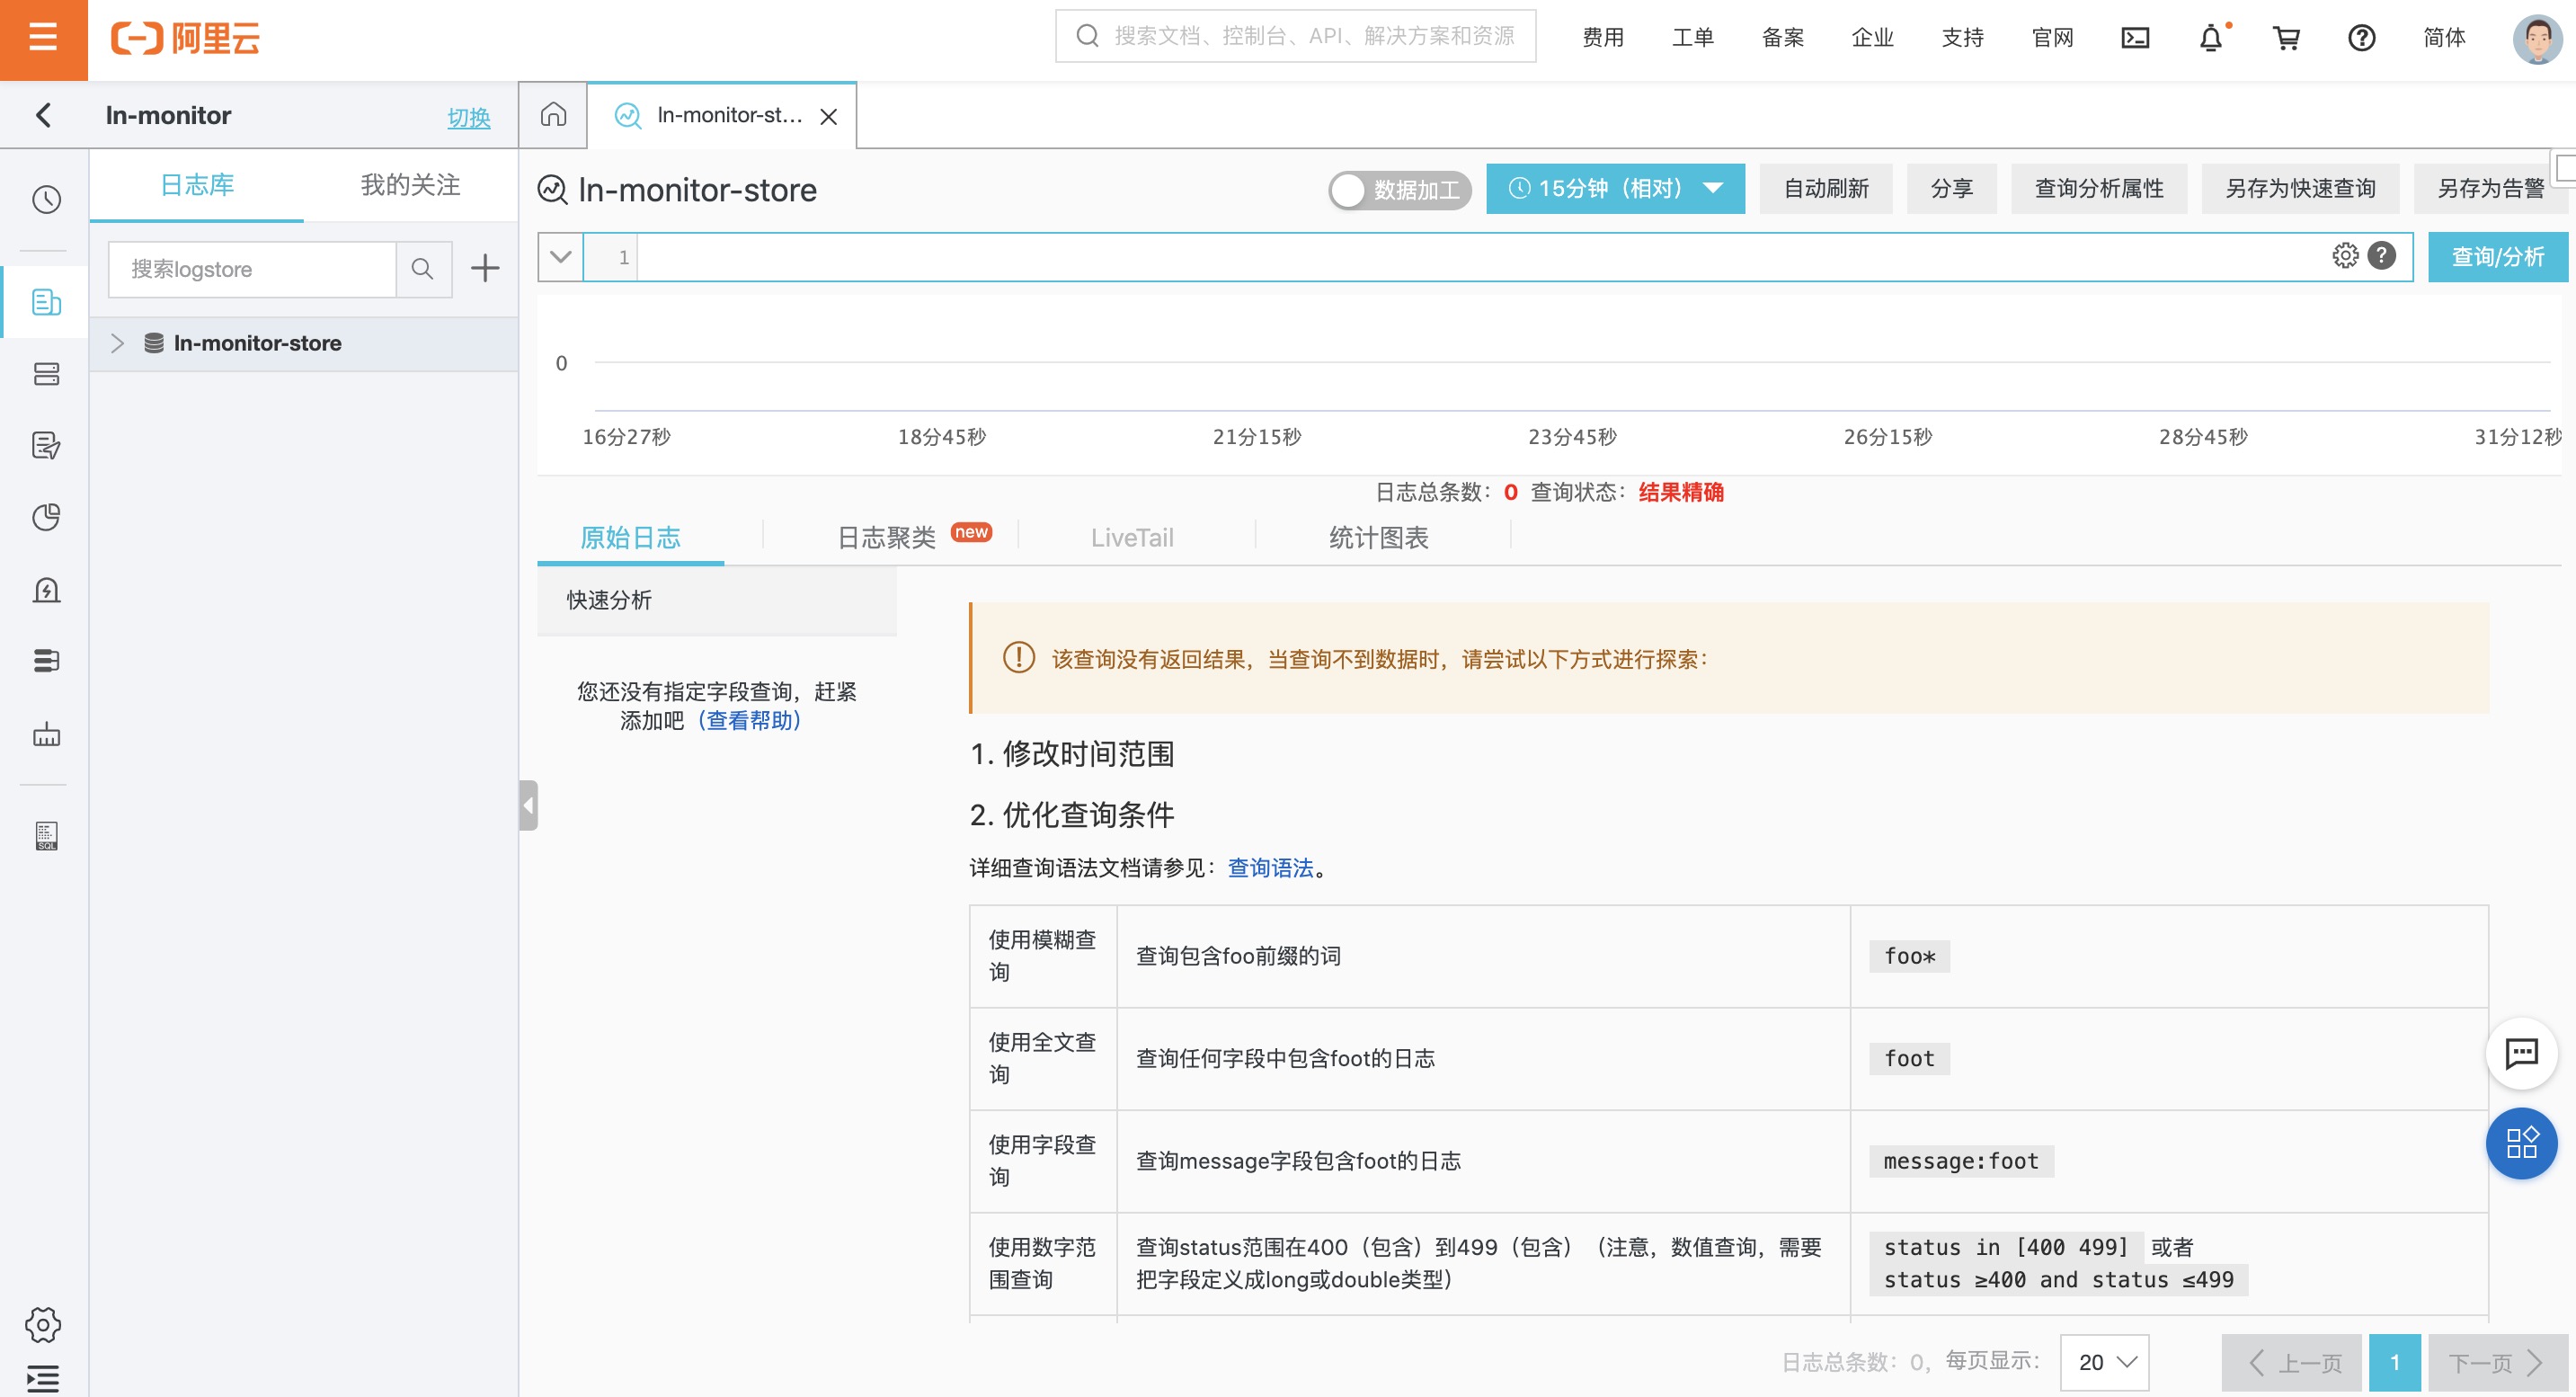 阿里云
搜索文档、控制台、API、解决方案和资源
费用
工单
备案
企业
支持
官网
简体
ln-monitor
切换
ln-monitor-st...
日志库
我的关注
搜索logstore
ln-monitor-store
ln-monitor-store
数据加工
15分钟（相对）
自动刷新
分享
查询分析属性
另存为快速查询
另存为告警
1
查询/分析
0
16分27秒
18分45秒
21分15秒
23分45秒
26分15秒
28分45秒
31分12秒
日志总条数：0 查询状态：结果精确
原始日志
日志聚类 new
LiveTail
统计图表
快速分析
您还没有指定字段查询，赶紧
添加吧（查看帮助）
该查询没有返回结果，当查询不到数据时，请尝试以下方式进行探索：
1. 修改时间范围
2. 优化查询条件
详细查询语法文档请参见：查询语法。
使用模糊查
询
查询包含foo前缀的词
foo*
使用全文查
询
查询任何字段中包含foot的日志
foot
使用字段查
询
查询message字段包含foot的日志
message:foot
使用数字范
围查询
查询status范围在400（包含）到499（包含）（注意，数值查询，需要
把字段定义成long或double类型）
status in [400 499] 或者
status ≥400 and status ≤499
SQL
日志总条数：0，每页显示：
20
上一页
1
下一页